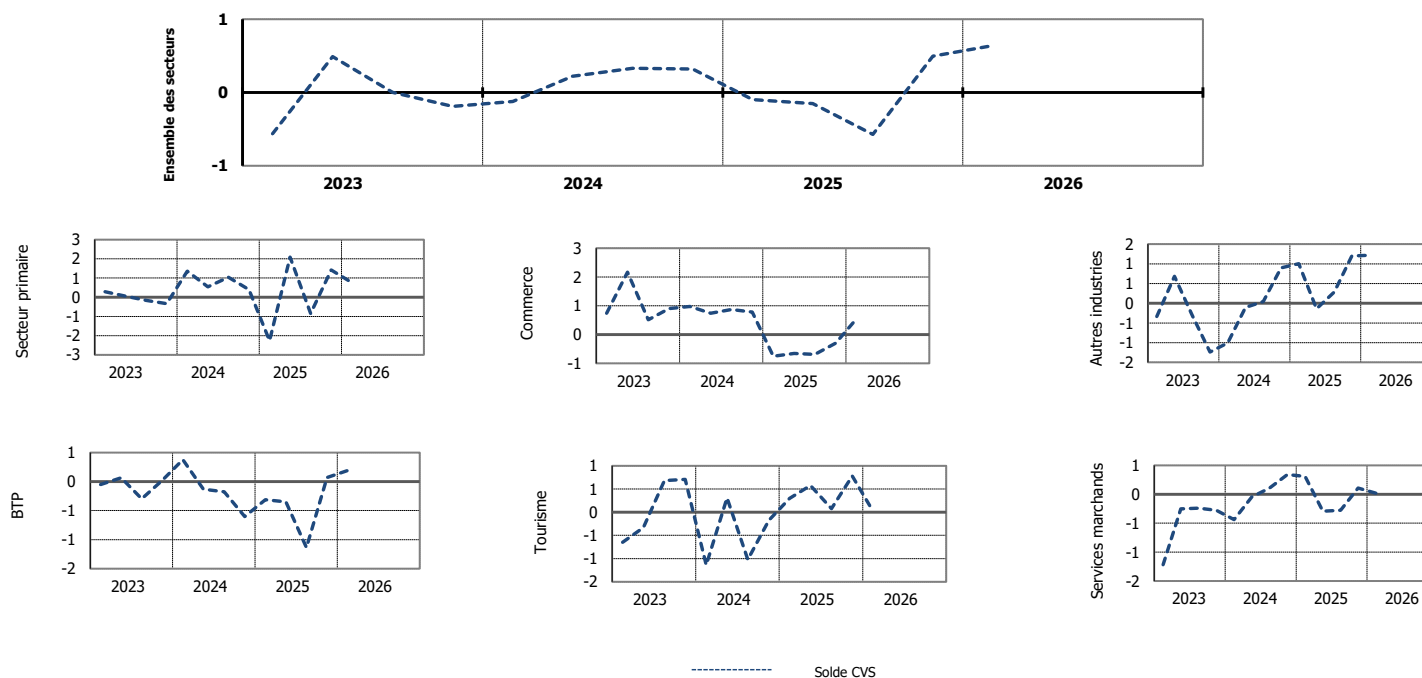 Ensemble des secteurs
1
0
-1
2023 2024 2025 2026
Secteur primaire
3
2
1
0
-1
-2
-3
2023 2024 2025 2026
Commerce
3
2
1
0
-1
2023 2024 2025 2026
Autres industries
2
1
1
0
-1
-1
-2
2023 2024 2025 2026
BTP
1
0
-1
-1
-2
2023 2024 2025 2026
Tourisme
1
1
0
-1
-1
-2
2023 2024 2025 2026
Services marchands
1
0
-1
-1
-2
2023 2024 2025 2026
Solde CVS